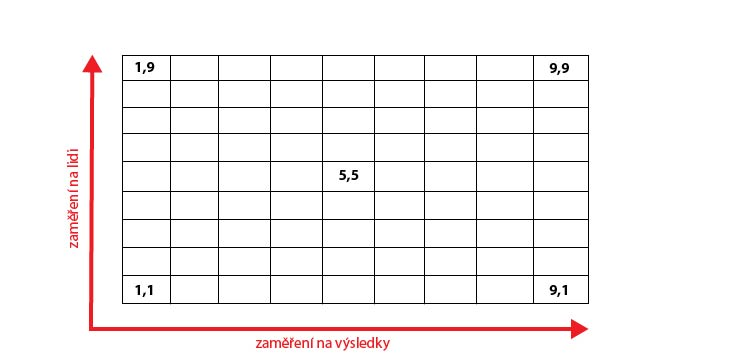 1,9
9,9
zaměření na lidi
5,5
1,1
9,1
zaměření na výsledky